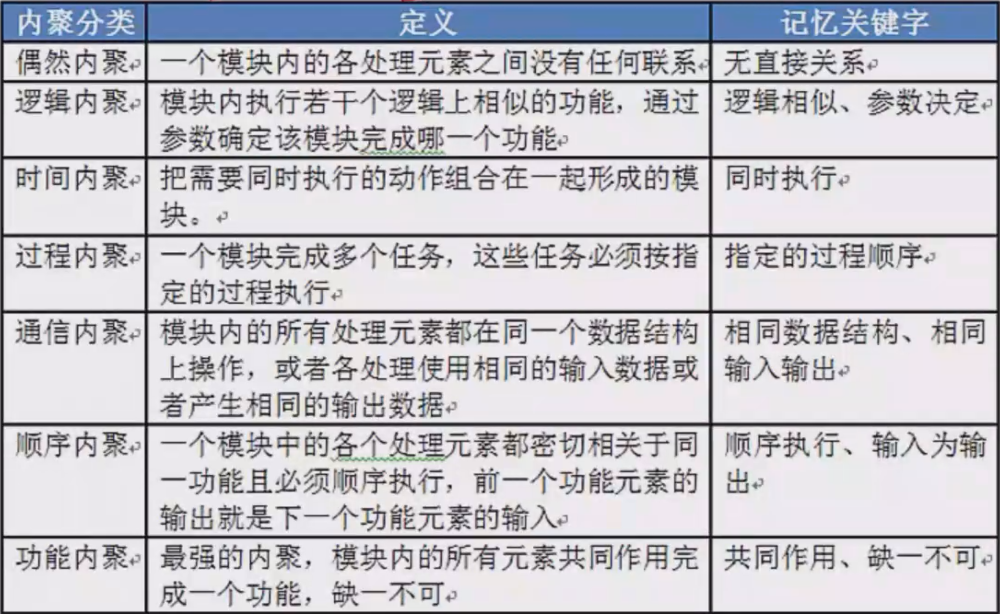 内聚分类 定义 记忆关键字
偶然内聚 一个模块内的各处理元素之间没有任何联系 无直接关系
逻辑内聚 模块内执行若干个逻辑上相似的功能，通过 逻辑相似、参数决定
参数确定该模块完成哪一个功能
时间内聚 把需要同时执行的动作组合在一起形成的模 同时执行
块。
过程内聚 一个模块完成多个任务，这些任务必须按指 指定的过程顺序
定的过程执行
通信内聚 模块内的所有处理元素都在同一个数据结构 相同数据结构、相同
上操作，或者各处理使用相同的输入数据或 输入输出
者产生相同的输出数据
顺序内聚 一个模块中的各个处理元素都密切相关于同 顺序执行、输入为输
一功能且必须顺序执行，前一个功能元素的 出
输出就是下一个功能元素的输入
功能内聚 最强的内聚，模块内的所有元素共同作用完 共同作用、缺一不可
成一个功能，缺一不可